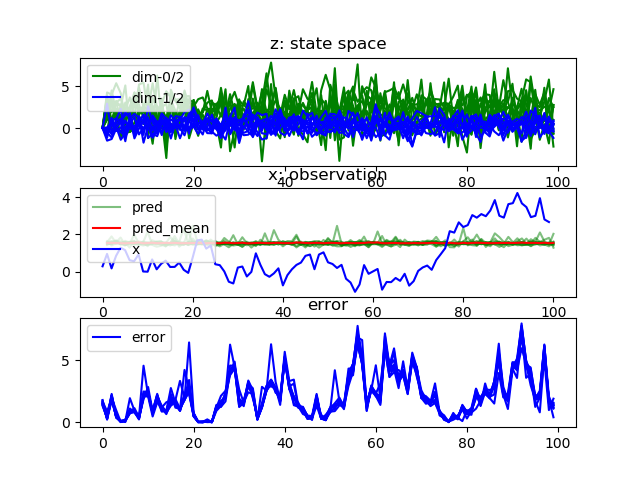 z: state space
dim-0/2
dim-1/2
5
0
0 20 40 60 80 100
x: observation
pred
pred_mean
x
4
2
0
0 20 40 60 80 100
error
error
5
0
0 20 40 60 80 100